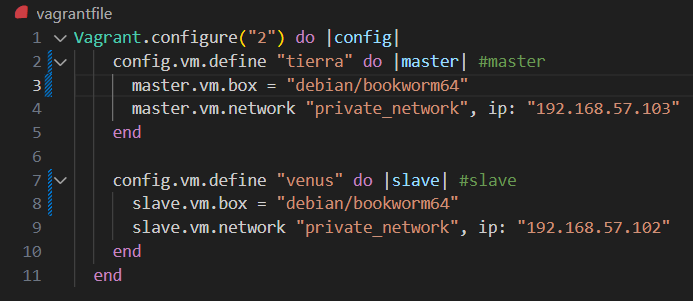 vagrantfile
1 Vagrant.configure("2") do |config|
2 config.vm.define "tierra" do |master| #master
3 master.vm.box = "debian/bookworm64"
4 master.vm.network "private_network", ip: "192.168.57.103"
5 end
6
7 config.vm.define "venus" do |slave| #slave
8 slave.vm.box = "debian/bookworm64"
9 slave.vm.network "private_network", ip: "192.168.57.102"
10 end
11 end